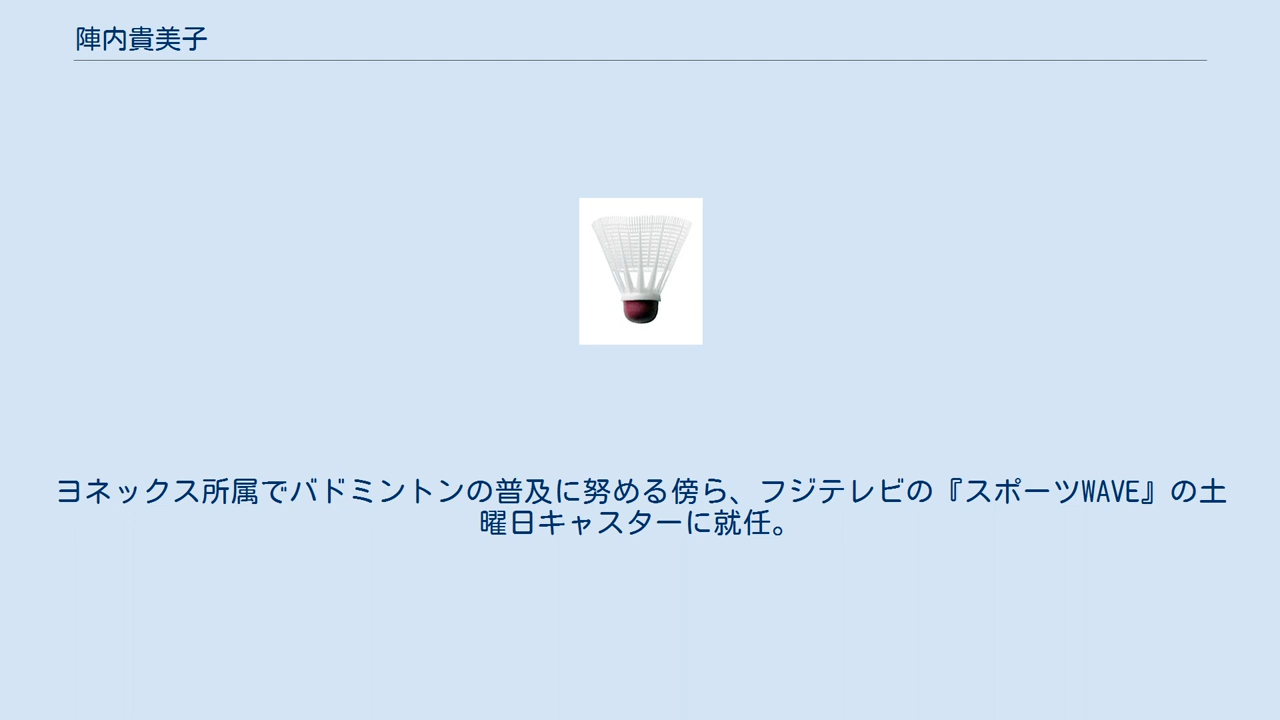 陣内貴美子
ヨネックス所属でバドミントンの普及に努める傍ら、フジテレビの『スポーツWAVE』の土
曜日キャスターに就任。